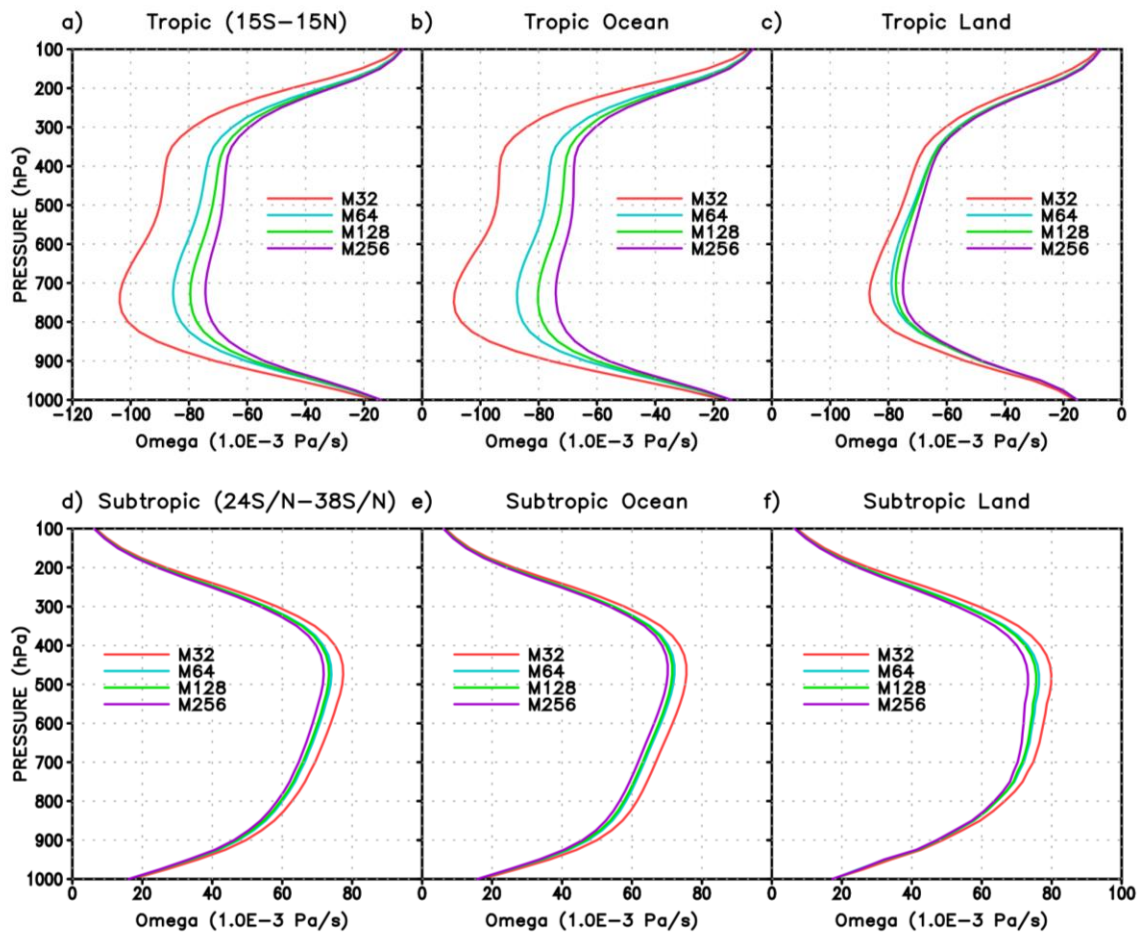 a) Tropic (15S-15N)
b) Tropic Ocean
c) Tropic Land
PRESSURE (hPa)
100
200
300
400
500
600
700
800
900
1000
M32
M64
M128
M256
M32
M64
M128
M256
M32
M64
M128
M256
-120 -100 -80 -60 -40 -20 0 -100 -80 -60 -40 -20 0 -100 -80 -60 -40 -20 0
Omega (1.0E-3 Pa/s)
Omega (1.0E-3 Pa/s)
Omega (1.0E-3 Pa/s)
d) Subtropic (24S/N-38S/N)
e) Subtropic Ocean
f) Subtropic Land
PRESSURE (hPa)
100
200
300
400
500
600
700
800
900
1000
M32
M64
M128
M256
M32
M64
M128
M256
M32
M64
M128
M256
0 20 40 60 80 0 20 40 60 80 0 20 40 60 80 100
Omega (1.0E-3 Pa/s)
Omega (1.0E-3 Pa/s)
Omega (1.0E-3 Pa/s)